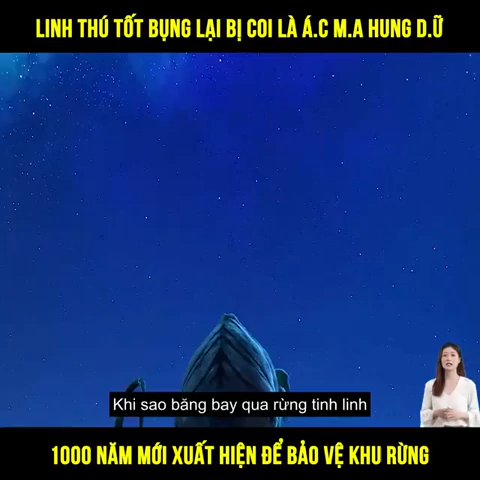 LINH THÚ TỐT BỤNG LẠI BỊ COI LÀ Á.C M.A HUNG D.Ữ
Khi sao băng bay qua rừng tinh linh
1000 NĂM MỚI XUẤT HIỆN ĐỂ BẢO VỆ KHU RỪNG